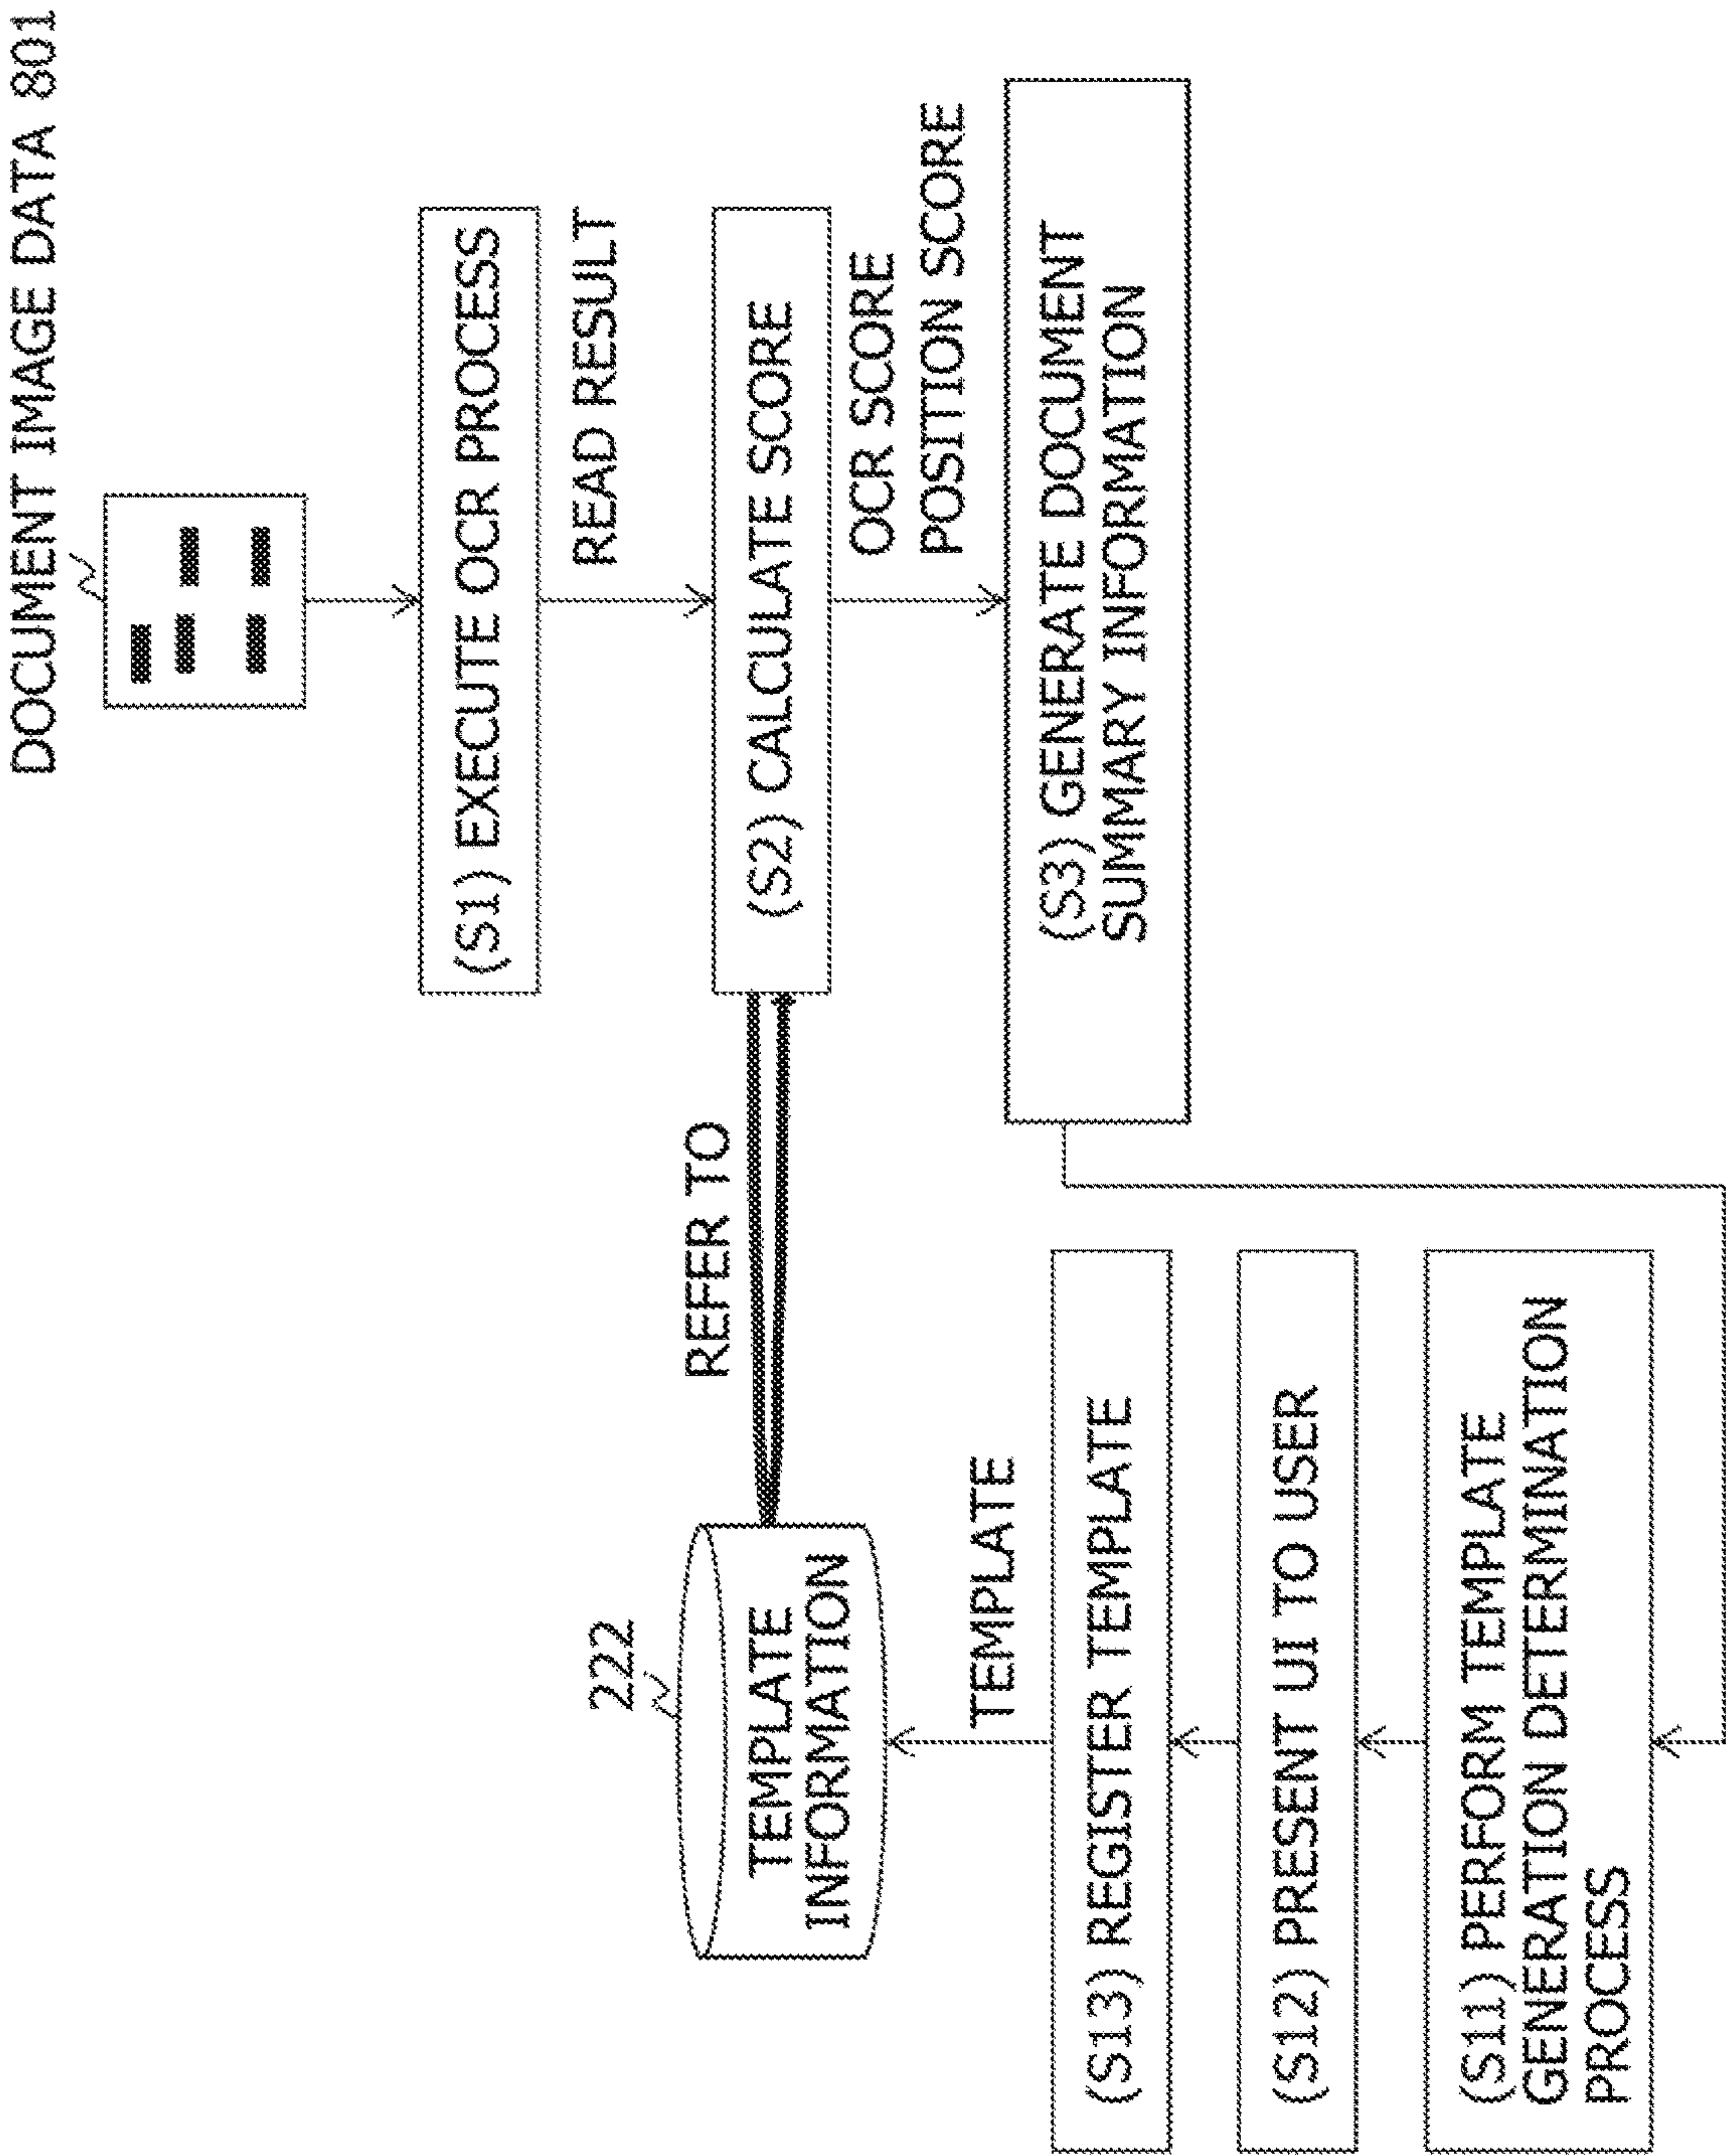 DOCUMENT IMAGE DATA 801
(S1) EXECUTE OCR PROCESS
READ RESULT
(S2) CALCULATE SCORE
OCR SCORE
POSITION SCORE
(S3) GENERATE DOCUMENT
SUMMARY INFORMATION
REFER TO
222
TEMPLATE
INFORMATION
TEMPLATE
(S13) REGISTER TEMPLATE
(S12) PRESENT UI TO USER
(S11) PERFORM TEMPLATE
GENERATION DETERMINATION
PROCESS